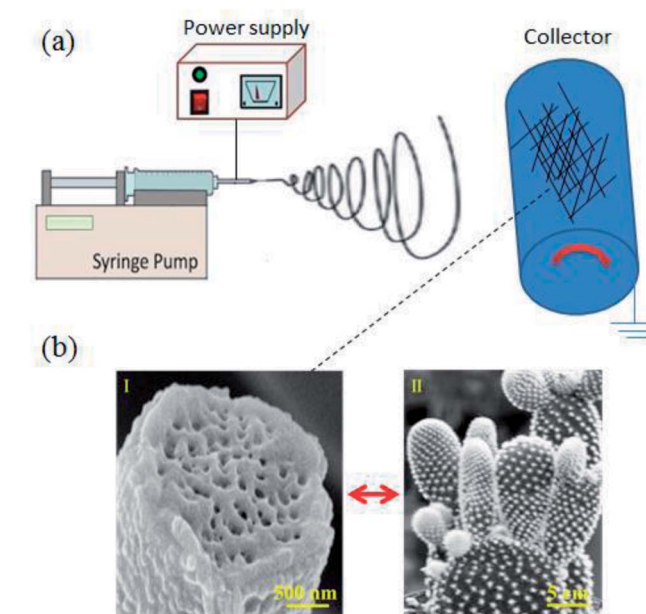 (a)
Power supply
Collector
Syringe Pump
(b)
I
II
500 nm
5 cm